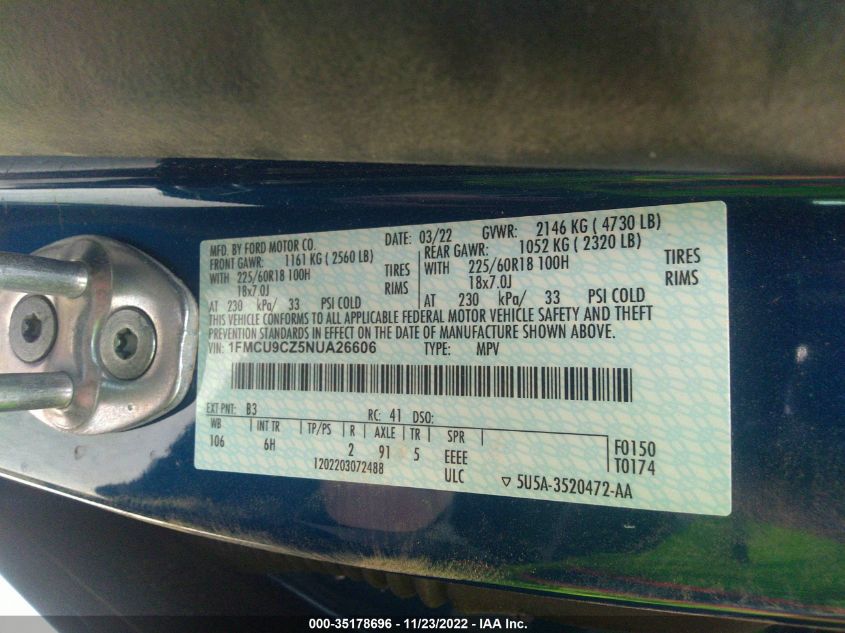 MFD. BY FORD MOTOR CO. DATE: 03/22 GVWR: 2146 KG ( 4730 LB)
FRONT GAWR: 1161 KG ( 2560 LB) REAR GAWR: 1052 KG ( 2320 LB)
WITH 225/60R18 100H TIRES WITH 225/60R18 100H TIRES
18x7.0J RIMS 18x7.0J RIMS
AT 230 kPa/ 33 PSI COLD AT 230 kPa/ 33 PSI COLD
THIS VEHICLE CONFORMS TO ALL APPLICABLE FEDERAL MOTOR VEHICLE SAFETY AND THEFT
PREVENTION STANDARDS IN EFFECT ON THE DATE OF MANUFACTURE SHOWN ABOVE.
VIN: 1FMCU9CZ5NUA26606 TYPE: MPV
EXT PNT: B3 RC: 41 DSO:
WB INT TR TP/PS R AXLE TR SPR
106 6H 2 91 5 EEEE F0150
1202203072488 ULC T0174
▽ 5U5A-3520472-AA
000-35178696 - 11/23/2022 - IAA Inc.